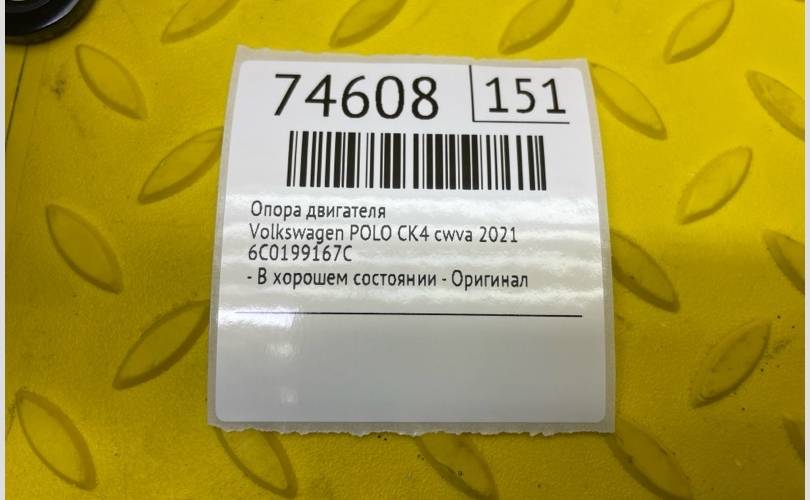 74608 151
Опора двигателя
Volkswagen POLO CK4 cwva 2021
6C0199167C
- В хорошем состоянии - Оригинал